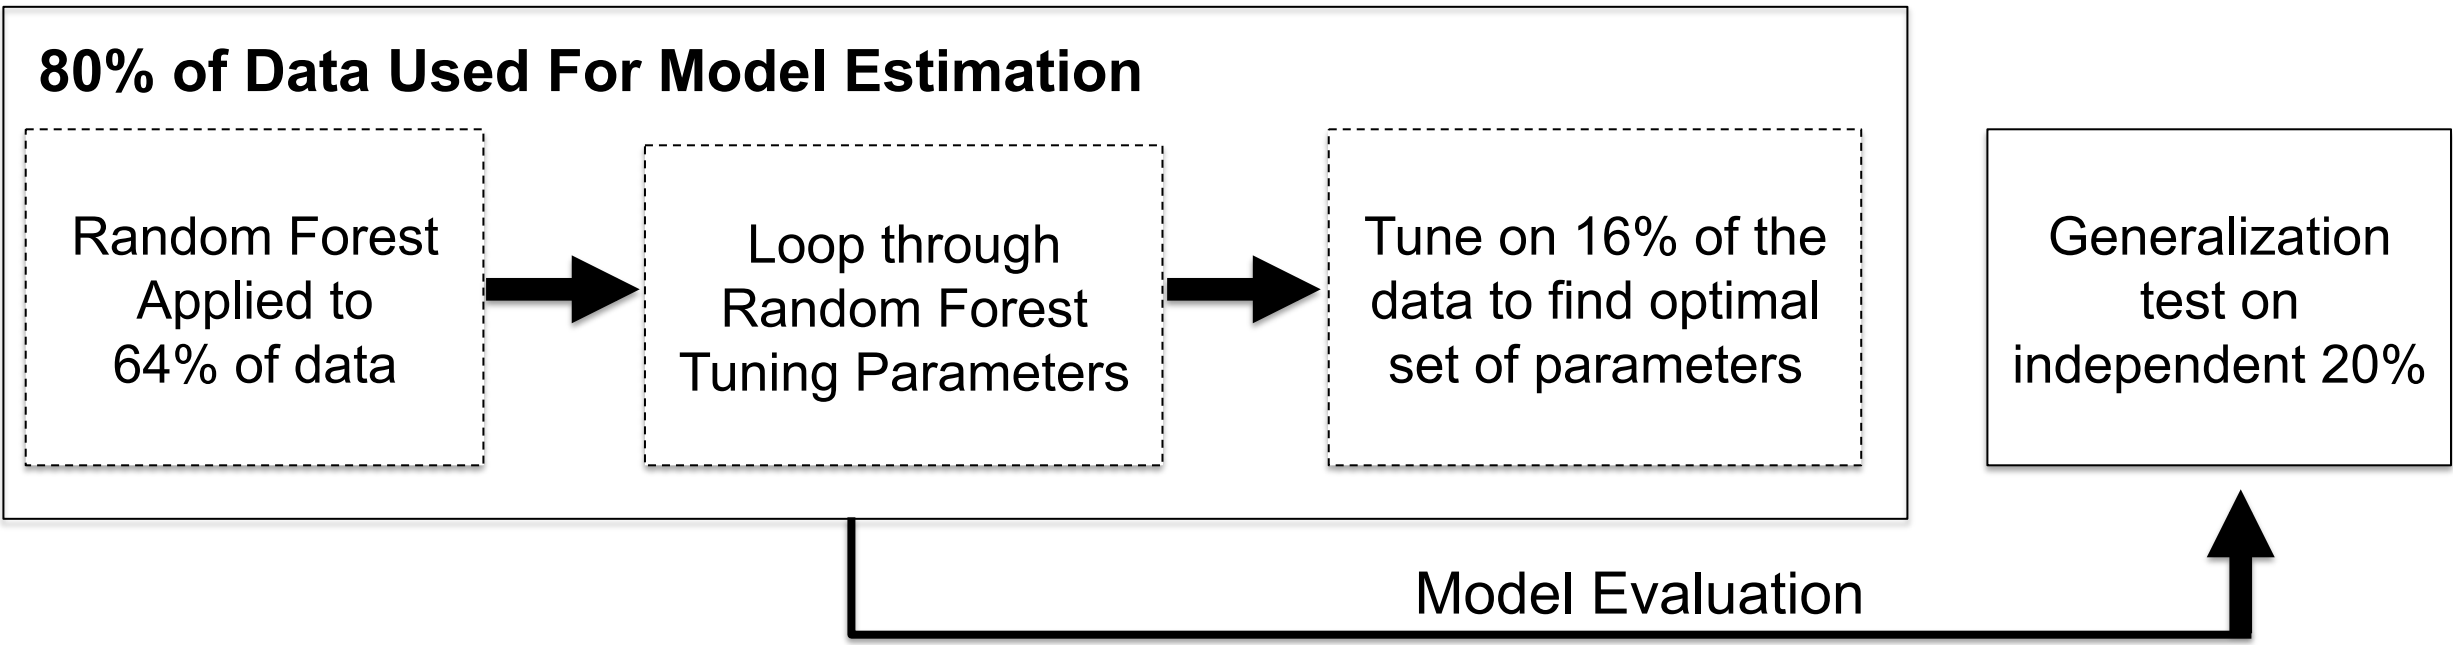 80% of Data Used For Model Estimation
Random Forest
Applied to
64% of data
Loop through
Random Forest
Tuning Parameters
Tune on 16% of the
data to find optimal
set of parameters
Generalization
test on
independent 20%
Model Evaluation